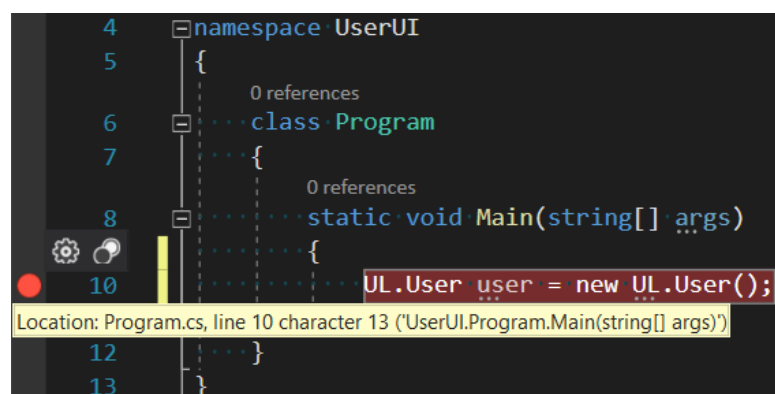 4 namespace UserUI
5 {
0 references
6 class Program
7 {
0 references
8 static void Main(string[] args)
{
10 UL.User user = new UL.User();
Location: Program.cs, line 10 character 13 ('UserUI.Program.Main(string[] args)')
12 }
13 }